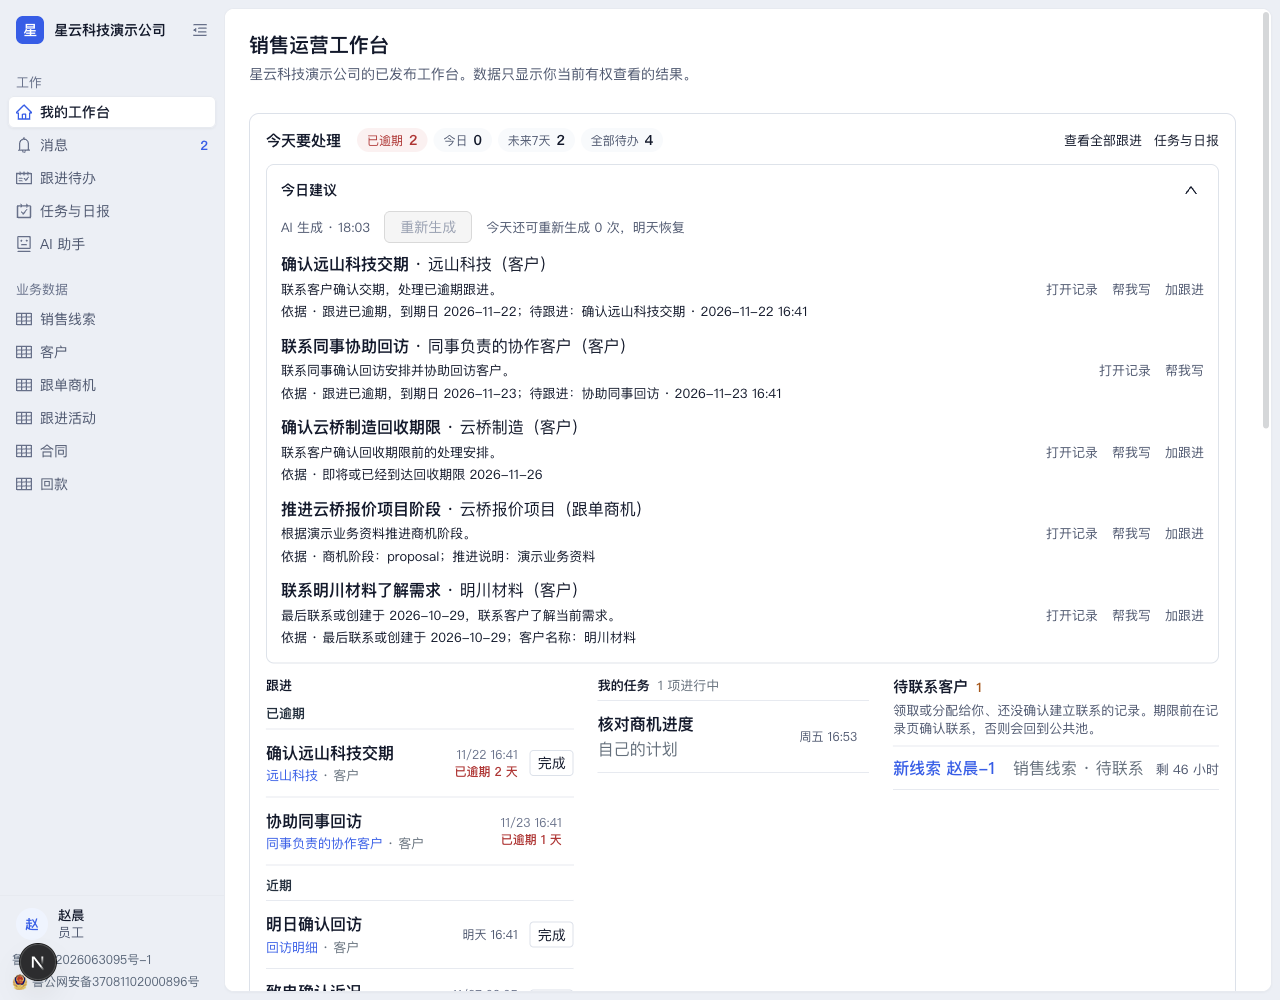 星 星云科技演示公司
工作
我的工作台
消息 2
跟进待办
任务与日报
AI 助手
业务数据
销售线索
客户
跟单商机
跟进活动
合同
回款
赵 赵晨
员工
2026063095号-1
鲁公网安备37081102000896号
N
销售运营工作台
星云科技演示公司的已发布工作台。数据只显示你当前有权查看的结果。
今天要处理 已逾期 2 今日 0 未来7天 2 全部待办 4 查看全部跟进 任务与日报
今日建议
AI 生成 · 18:03 重新生成 今天还可重新生成 0 次，明天恢复
确认远山科技交期 · 远山科技（客户）
联系客户确认交期，处理已逾期跟进。 打开记录 帮我写 加跟进
依据 · 跟进已逾期，到期日 2026-11-22；待跟进：确认远山科技交期 · 2026-11-22 16:41
联系同事协助回访 · 同事负责的协作客户（客户）
联系同事确认回访安排并协助回访客户。 打开记录 帮我写
依据 · 跟进已逾期，到期日 2026-11-23；待跟进：协助同事回访 · 2026-11-23 16:41
确认云桥制造回收期限 · 云桥制造（客户）
联系客户确认回收期限前的处理安排。 打开记录 帮我写 加跟进
依据 · 即将或已经到达回收期限 2026-11-26
推进云桥报价项目阶段 · 云桥报价项目（跟单商机）
根据演示业务资料推进商机阶段。 打开记录 帮我写 加跟进
依据 · 商机阶段：proposal；推进说明：演示业务资料
联系明川材料了解需求 · 明川材料（客户）
最后联系或创建于 2026-10-29，联系客户了解当前需求。 打开记录 帮我写 加跟进
依据 · 最后联系或创建于 2026-10-29；客户名称：明川材料
跟进
已逾期
确认远山科技交期 11/22 16:41 完成
远山科技 · 客户 已逾期 2 天
协助同事回访 11/23 16:41
同事负责的协作客户 · 客户 已逾期 1 天
近期
明日确认回访 明天 16:41 完成
回访明细 · 客户
我的任务 1 项进行中
核对商机进度 周五 16:53
自己的计划
待联系客户 1
领取或分配给你、还没确认建立联系的记录。期限前在记
录页确认联系，否则会回到公共池。
新线索 赵晨-1 销售线索 · 待联系 剩 46 小时